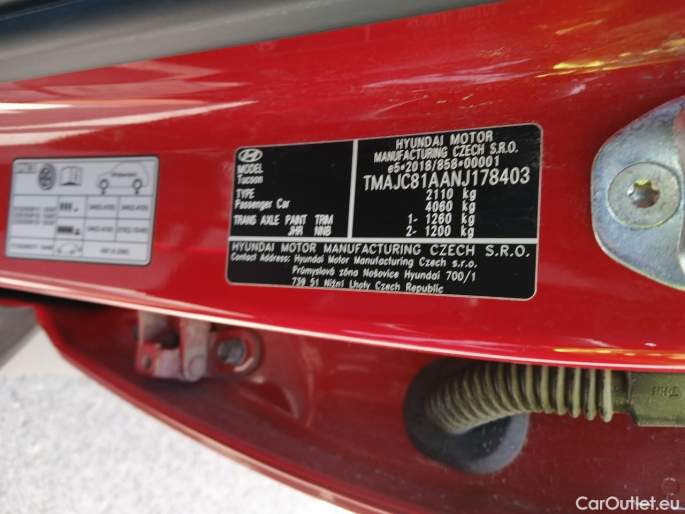 HYUNDAI MOTOR
MANUFACTURING CZECH S.R.O.
e5*2018/858*00001
MODEL
Tucson
TMAJC81AANJ178403
TYPE
Passenger Car
2110 kg
4060 kg
1- 1260 kg
2- 1200 kg
TRANS AXLE PAINT TRIM
JHR NNB
HYUNDAI MOTOR MANUFACTURING CZECH S.R.O.
Contact Address: Hyundai Motor Manufacturing Czech s.r.o.
Průmyslová zóna Nošovice Hyundai 700/1
739 51 Nižní Lhoty Czech Republic
CarOutlet.eu